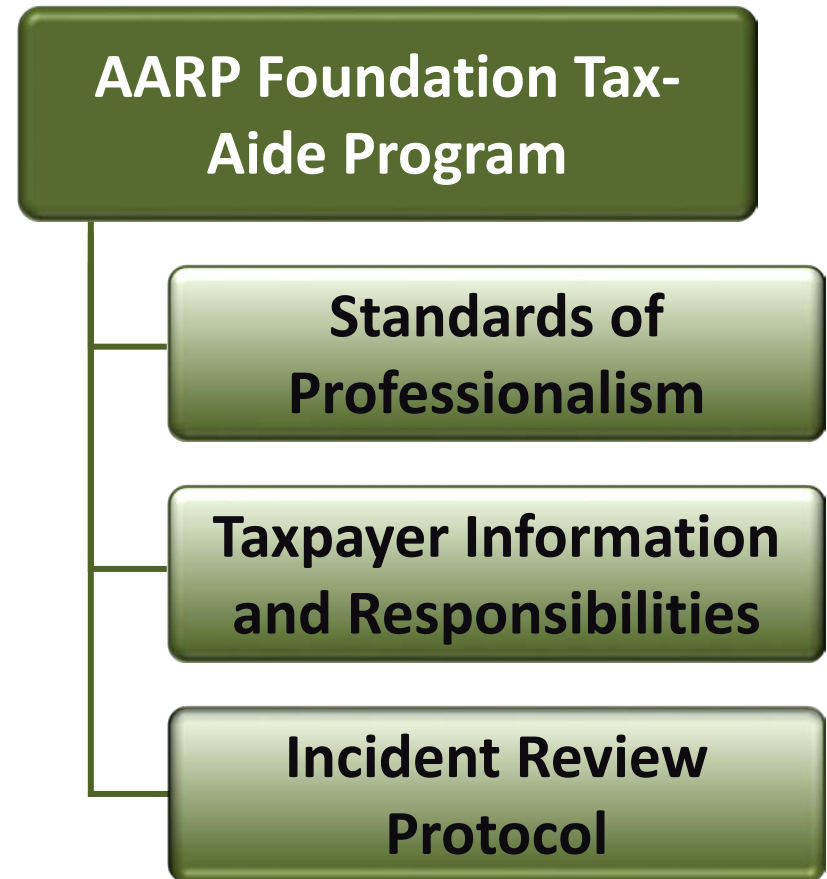 AARP Foundation Tax-
Aide Program
Standards of
Professionalism
Taxpayer Information
and Responsibilities
Incident Review
Protocol